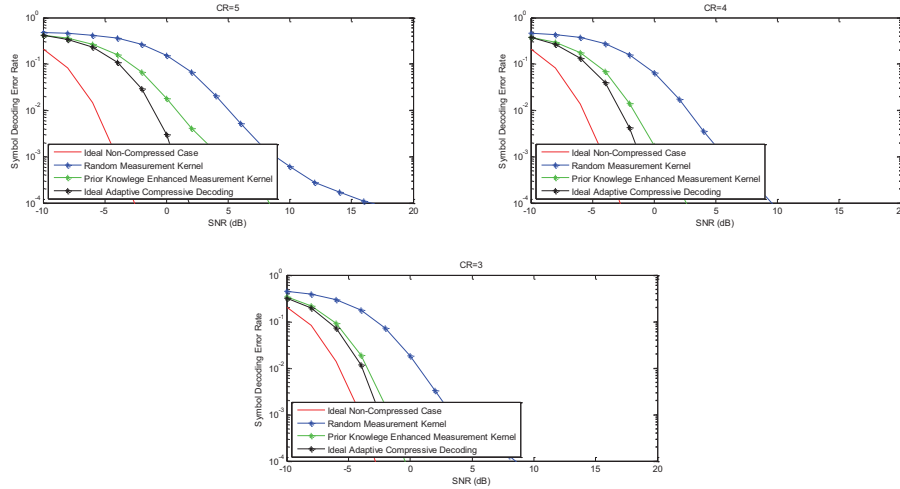 CR=5
10^0
10^-1
10^-2
10^-3
10^-4
Symbol Decoding Error Rate
Ideal Non-Compressed Case
Random Measurement Kernel
Prior Knowlege Enhanced Measurement Kernel
Ideal Adaptive Compressive Decoding
-10 -5 0 5 10 15 20
SNR (dB)
CR=4
10^0
10^-1
10^-2
10^-3
10^-4
Symbol Decoding Error Rate
Ideal Non-Compressed Case
Random Measurement Kernel
Prior Knowlege Enhanced Measurement Kernel
Ideal Adaptive Compressive Decoding
-10 -5 0 5 10 15 20
SNR (dB)
CR=3
10^0
10^-1
10^-2
10^-3
10^-4
Symbol Decoding Error Rate
Ideal Non-Compressed Case
Random Measurement Kernel
Prior Knowlege Enhanced Measurement Kernel
Ideal Adaptive Compressive Decoding
-10 -5 0 5 10 15 20
SNR (dB)